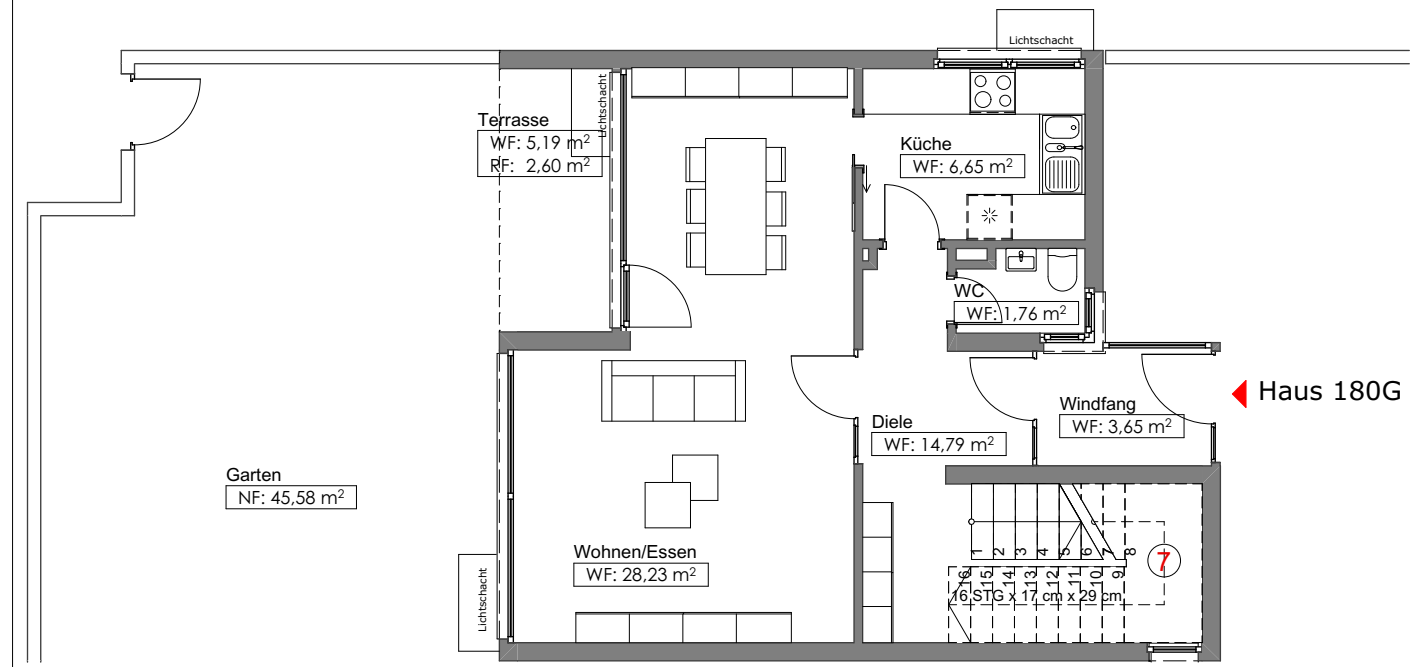 Lichtschacht
Lichtschacht
Terrasse
WF: 5,19 m²
RF: 2,60 m²
Küche
WF: 6,65 m²
WC
WF: 1,76 m²
Haus 180G
Windfang
WF: 3,65 m²
Diele
WF: 14,79 m²
Garten
NF: 45,58 m²
Wohnen/Essen
WF: 28,23 m²
Lichtschacht
1 2 3 4 5 6 7 8
7
16 15 14 13 12 11 10 9
16 STG x 17 cm x 29 cm